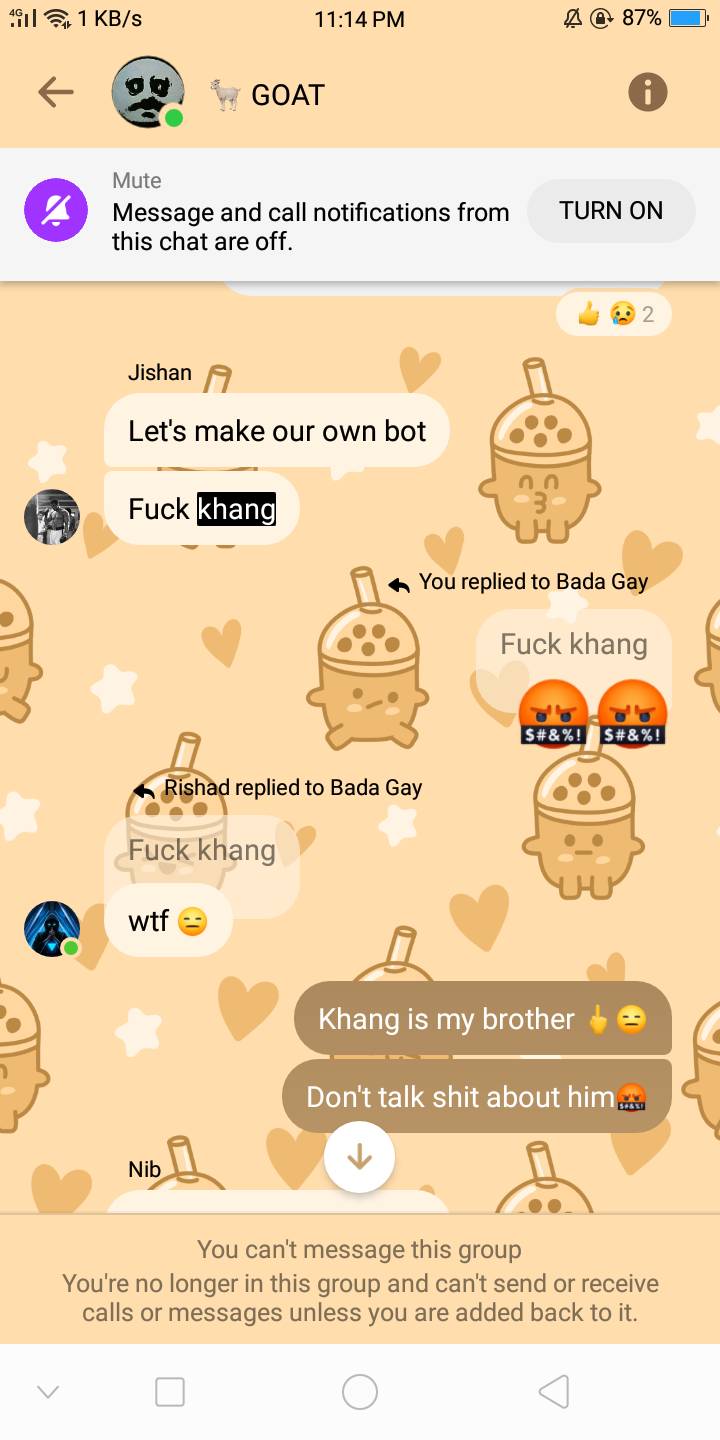 4G 1 KB/s 11:14 PM 87%
🐐 GOAT
Mute
Message and call notifications from
this chat are off.
TURN ON
👍 😢 2
Jishan
Let's make our own bot
Fuck khang
You replied to Bada Gay
Fuck khang
🤬🤬
Rishad replied to Bada Gay
Fuck khang
wtf 😑
Khang is my brother 🖕😑
Don't talk shit about him🤬
Nib
You can't message this group
You're no longer in this group and can't send or receive
calls or messages unless you are added back to it.